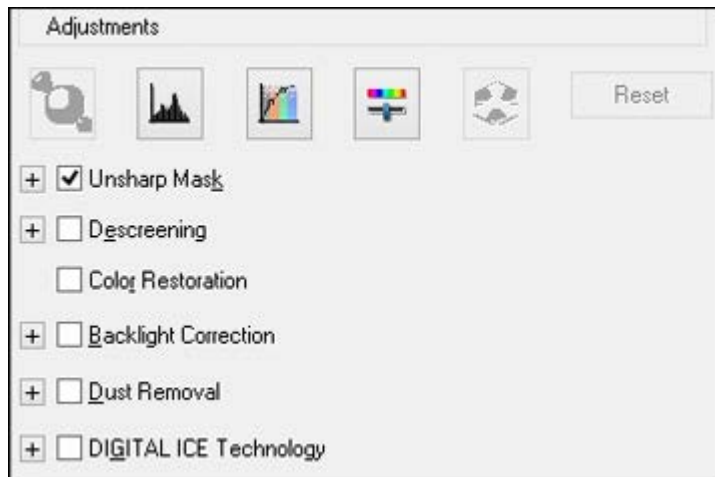 Adjustments
Reset
Unsharp Mask
Descreening
Color Restoration
Backlight Correction
Dust Removal
DIGITAL ICE Technology